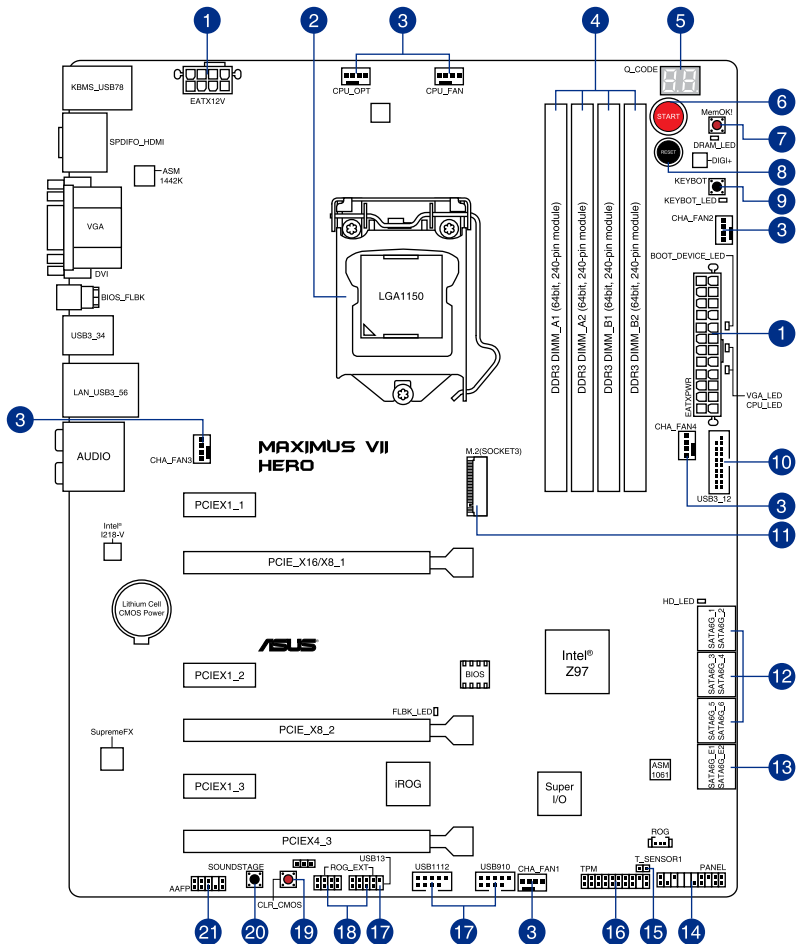 1
2
3
4
5
Q_CODE
88
KBMS_USB78
EATX12V
CPU_OPT
CPU_FAN
START
6
MemOK!
7
DRAM_LED
SPDIFO_HDMI
RESET
DIGI+
8
ASM
1442K
KEYBOT
9
KEYBOT_LED
CHA_FAN2
3
VGA
DVI
BOOT_DEVICE_LED
DDR3 DIMM_A1 (64bit, 240-pin module)
DDR3 DIMM_A2 (64bit, 240-pin module)
DDR3 DIMM_B1 (64bit, 240-pin module)
DDR3 DIMM_B2 (64bit, 240-pin module)
LGA1150
BIOS_FLBK
1
USB3_34
EATXPWR
LAN_USB3_56
VGA_LED
CPU_LED
3
CHA_FAN4
AUDIO
CHA_FAN3
MAXIMUS VII
HERO
M.2(SOCKET3)
10
USB3_12
3
PCIEX1_1
11
Intel®
I218-V
PCIE_X16/X8_1
Lithium Cell
CMOS Power
HD_LED
SATA6G_1
SATA6G_2
ASUS
Intel®
Z97
PCIEX1_2
BIOS
SATA6G_3
SATA6G_4
12
FLBK_LED
SATA6G_5
SATA6G_6
PCIE_X8_2
SupremeFX
SATA6G_E1
SATA6G_E2
13
ASM
1061
PCIEX1_3
iROG
Super
I/O
ROG
PCIEX4_3
SOUNDSTAGE
ROG_EXT
USB13
USB1112
USB910
CHA_FAN1
TPM
T_SENSOR1
PANEL
AAFP
CLR_CMOS
21
20
19
18
17
17
3
16
15
14